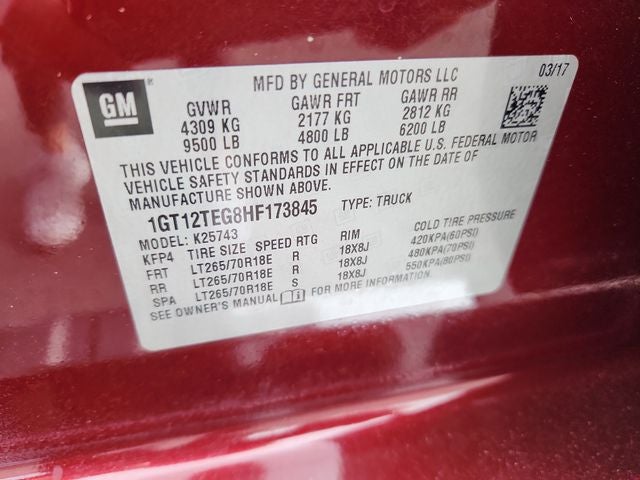 GM
MFD BY GENERAL MOTORS LLC
03/17
GVWR GAWR FRT GAWR RR
4309 KG 2177 KG 2812 KG
9500 LB 4800 LB 6200 LB
THIS VEHICLE CONFORMS TO ALL APPLICABLE U.S. FEDERAL MOTOR
VEHICLE SAFETY STANDARDS IN EFFECT ON THE DATE OF
MANUFACTURE SHOWN ABOVE.
1GT12TEG8HF173845 TYPE: TRUCK
MODEL: K25743
KFP4 TIRE SIZE SPEED RTG RIM COLD TIRE PRESSURE
FRT LT265/70R18E R 18X8J 420KPA(60PSI)
RR LT265/70R18E R 18X8J 480KPA(70PSI)
SPA LT265/70R18E S 18X8J 550KPA(80PSI)
SEE OWNER'S MANUAL FOR MORE INFORMATION.